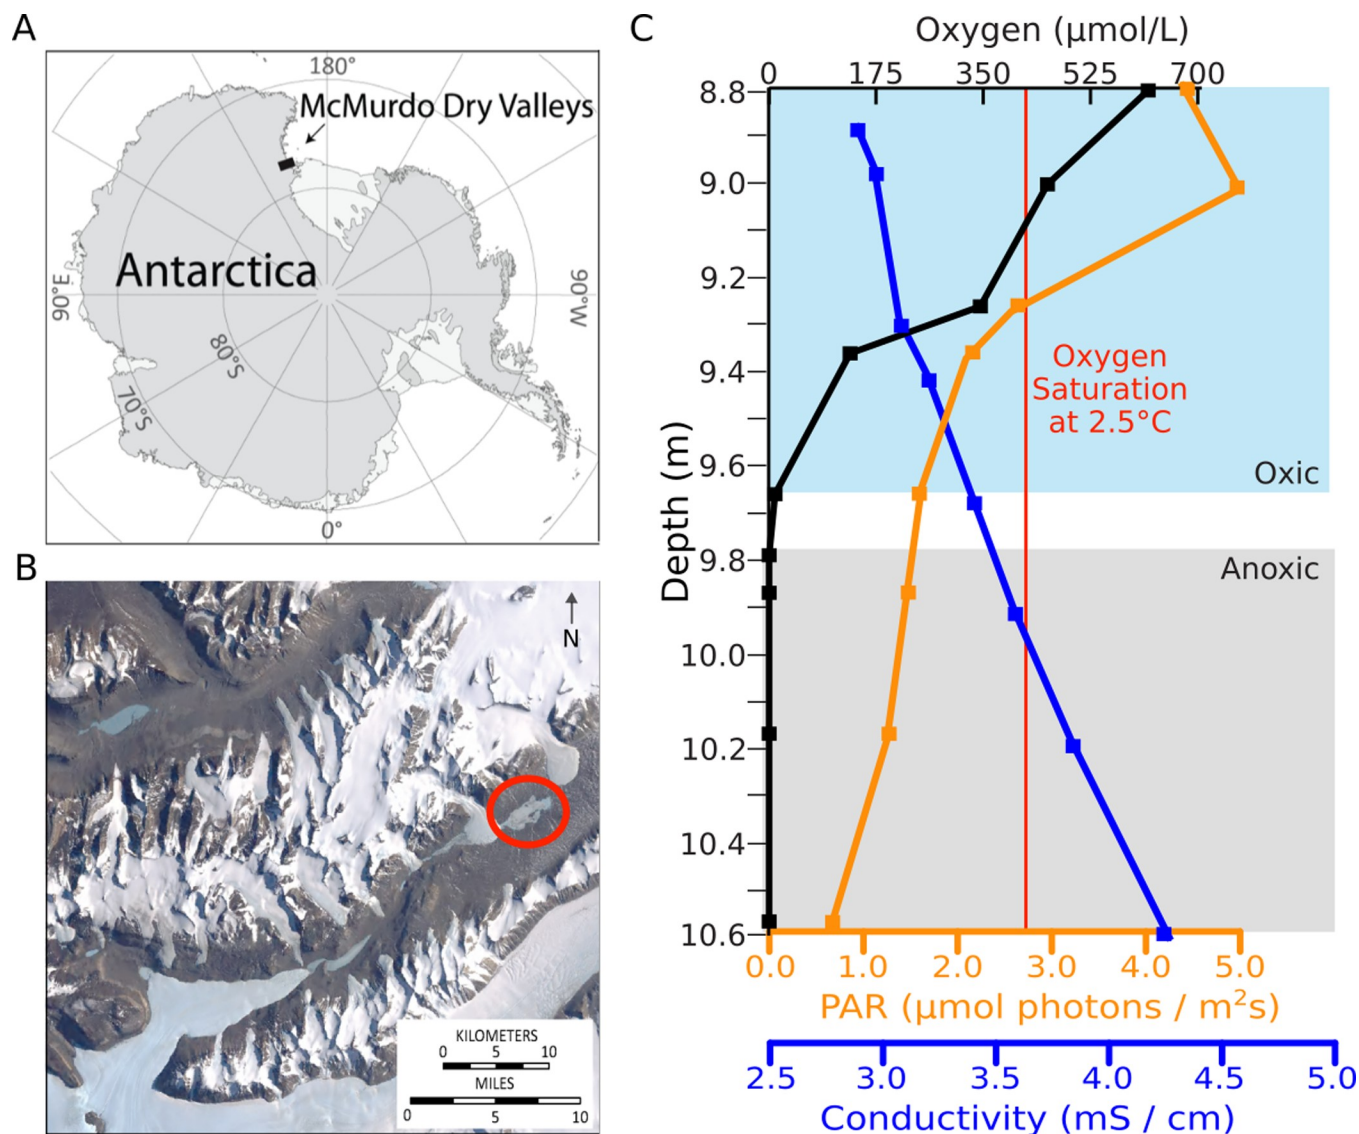 A
180°
McMurdo Dry Valleys
Antarctica
90°E
90°W
80°S
70°S
0°
B
N
KILOMETERS
0 5 10
MILES
0 5 10
C
Oxygen (µmol/L)
0 175 350 525 700
8.8
9.0
9.2
9.4
9.6
9.8
10.0
10.2
10.4
10.6
Depth (m)
Oxygen
Saturation
at 2.5°C
Oxic
Anoxic
0.0 1.0 2.0 3.0 4.0 5.0
PAR (µmol photons / m²s)
2.5 3.0 3.5 4.0 4.5 5.0
Conductivity (mS / cm)